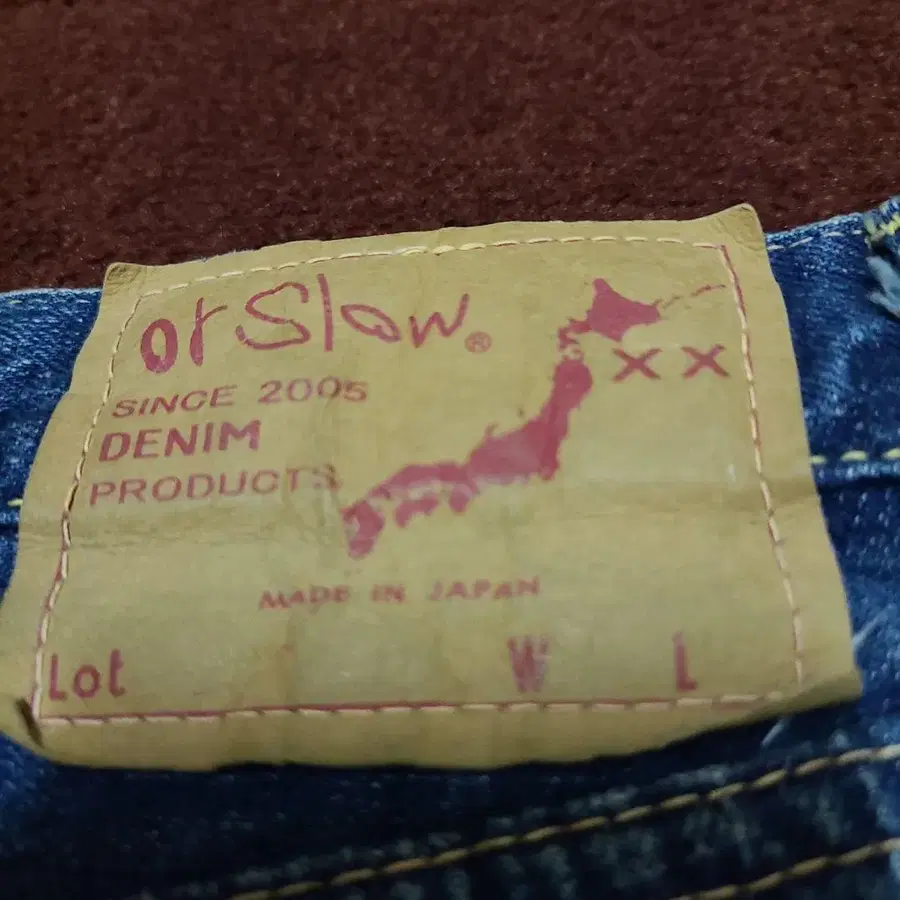 orSlow®
SINCE 2005
DENIM
PRODUCTS
XX
MADE IN JAPAN
Lot W L